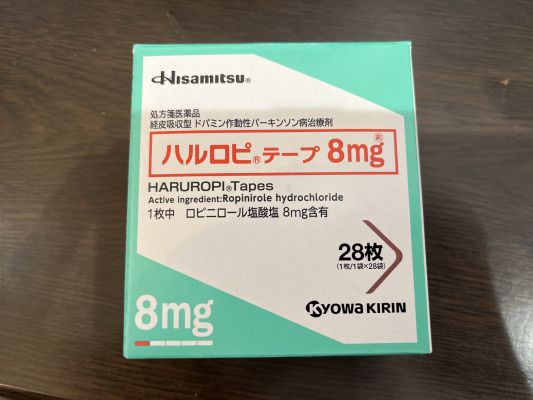 Hisamitsu®
処方箋医薬品
経皮吸収型 ドパミン作動性パーキンソン病治療剤
ハルロピ®テープ 8mg 劇
HARUROPI®Tapes
Active ingredient:Ropinirole hydrochloride
1枚中 ロピニロール塩酸塩 8mg含有
28枚
(1枚/1袋×28袋)
KYOWA KIRIN
8mg